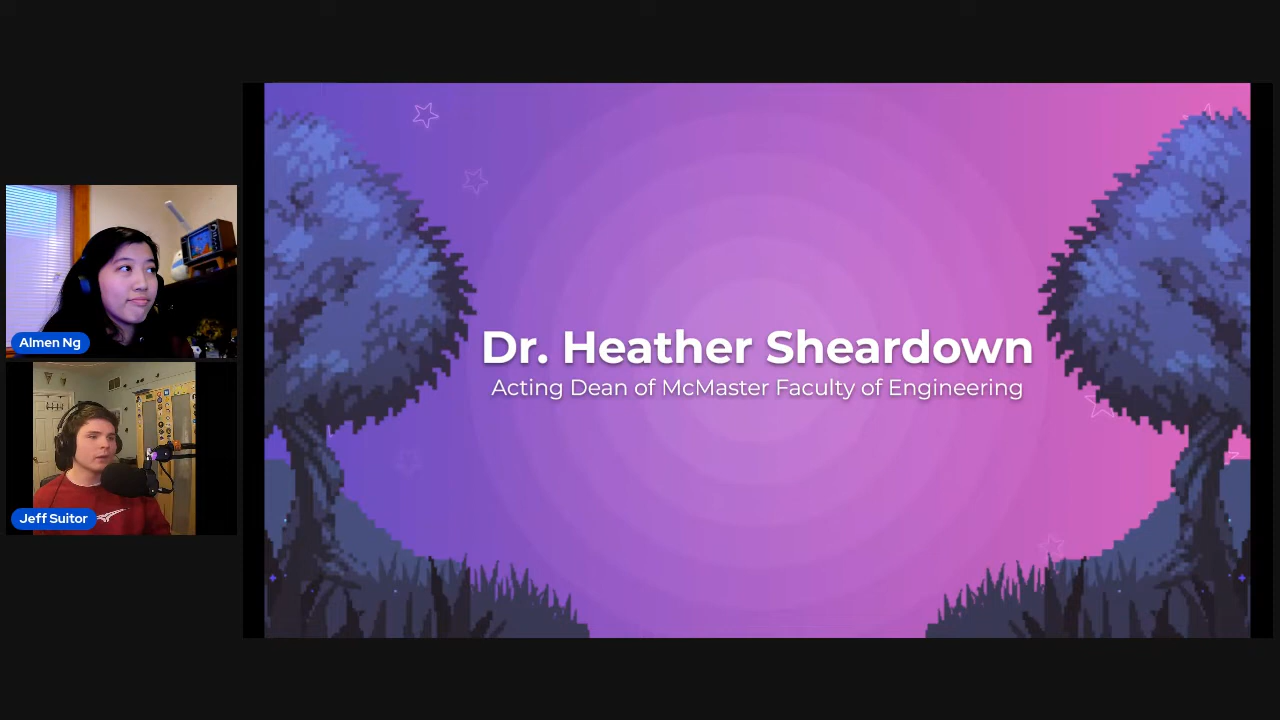 Almen Ng
Jeff Suitor
Dr. Heather Sheardown
Acting Dean of McMaster Faculty of Engineering